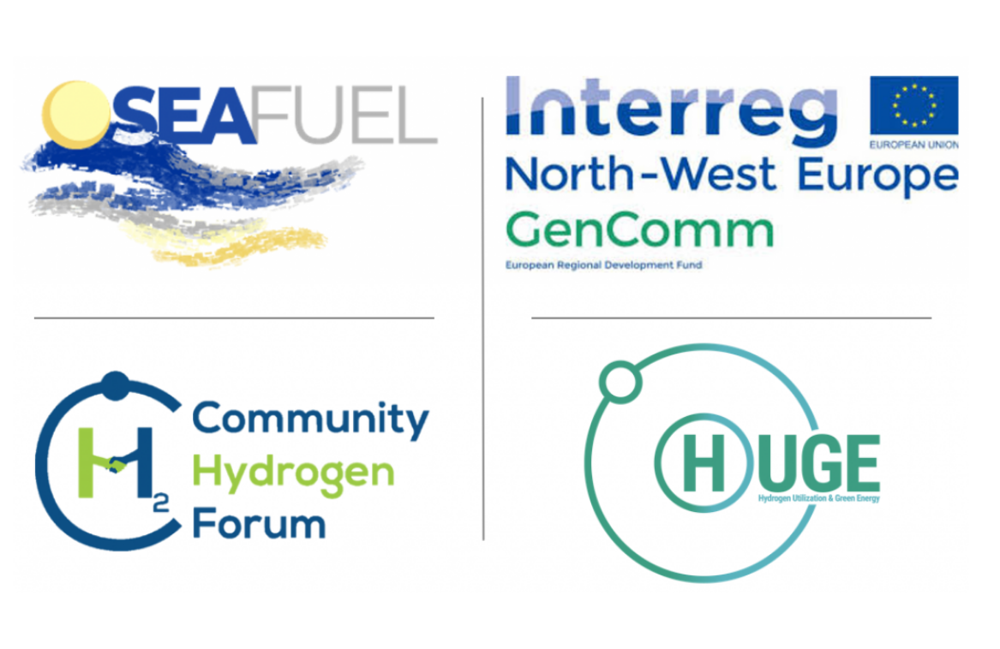 SEAFUEL
Interreg
EUROPEAN UNION
North-West Europe
GenComm
European Regional Development Fund
H2
Community
Hydrogen
Forum
HUGE
Hydrogen Utilization & Green Energy